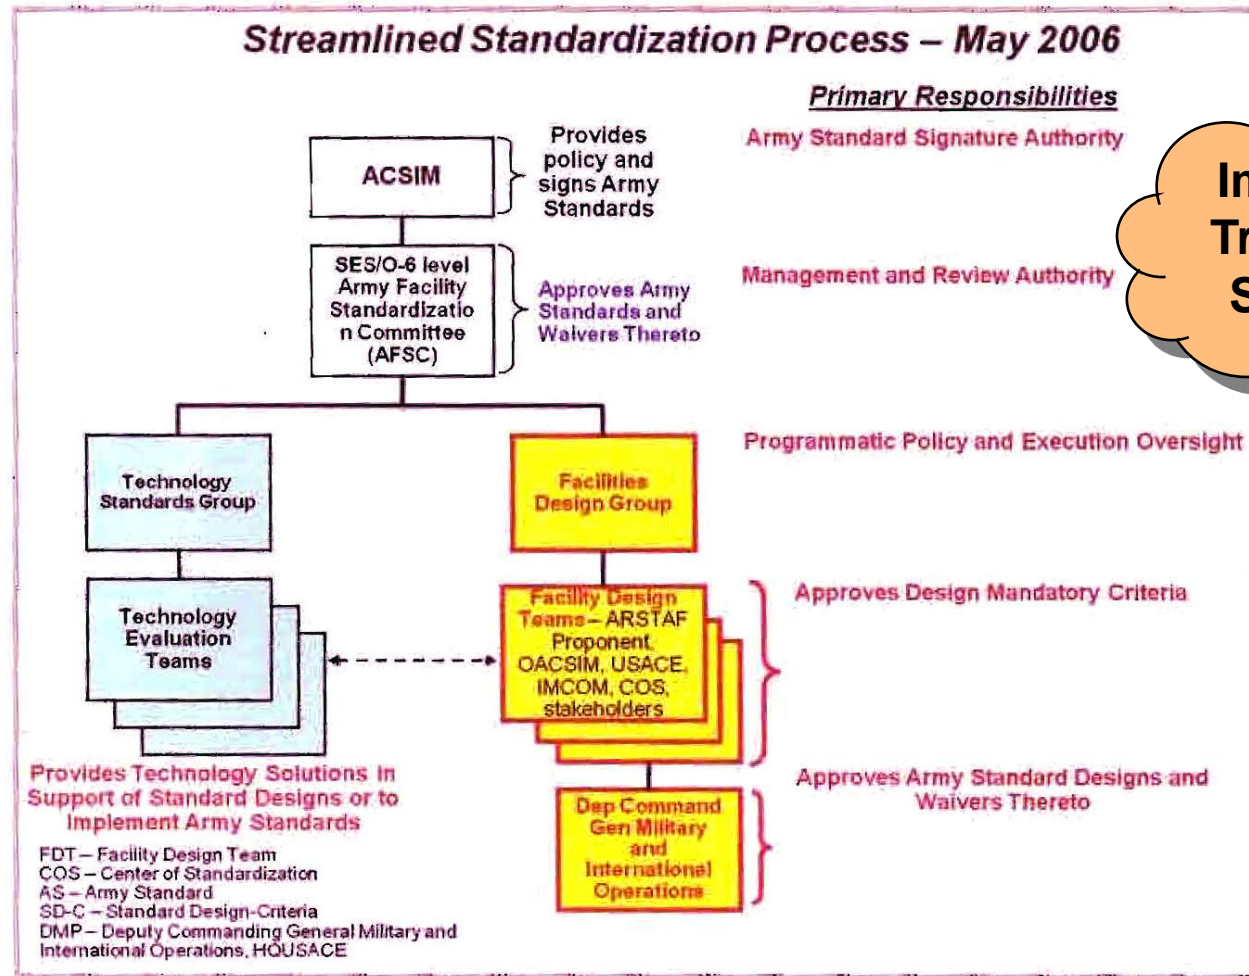 Streamlined Standardization Process – May 2006
Primary Responsibilities
ACSIM
Provides
policy and
signs Army
Standards
Army Standard Signature Authority
SES/O-6 level
Army Facility
Standardizatio
n Committee
(AFSC)
Approves Army
Standards and
Waivers Thereto
Management and Review Authority
Technology
Standards Group
Facilities
Design Group
Programmatic Policy and Execution Oversight
Technology
Evaluation
Teams
Facility Design
Teams– ARSTAF
Proponent,
OACSIM, USACE,
IMCOM, COS,
stakeholders
Approves Design Mandatory Criteria
Provides Technology Solutions in
Support of Standard Designs or to
Implement Army Standards
Dep Command
Gen Military
and
International
Operations
Approves Army Standard Designs and
Waivers Thereto
FDT – Facility Design Team
COS – Center of Standardization
AS – Army Standard
SD-C – Standard Design-Criteria
DMP – Deputy Commanding General Military and
International Operations, HQUSACE